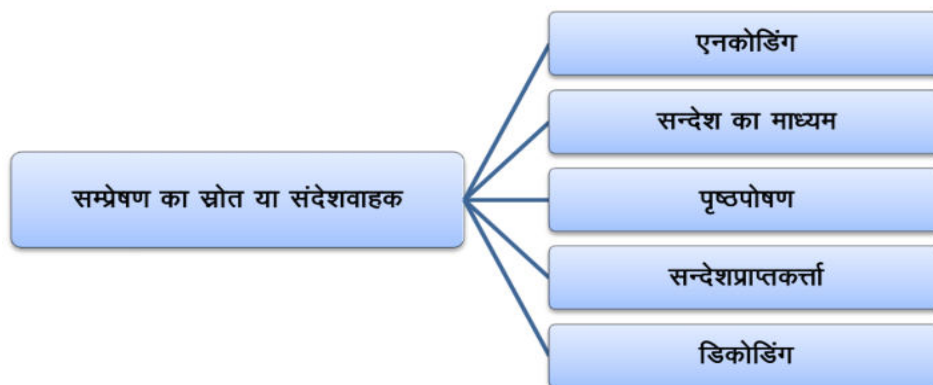 सम्प्रेषण का स्रोत या संदेशवाहक
एनकोडिंग
सन्देश का माध्यम
पृष्ठपोषण
सन्देशप्राप्तकर्त्ता
डिकोडिंग